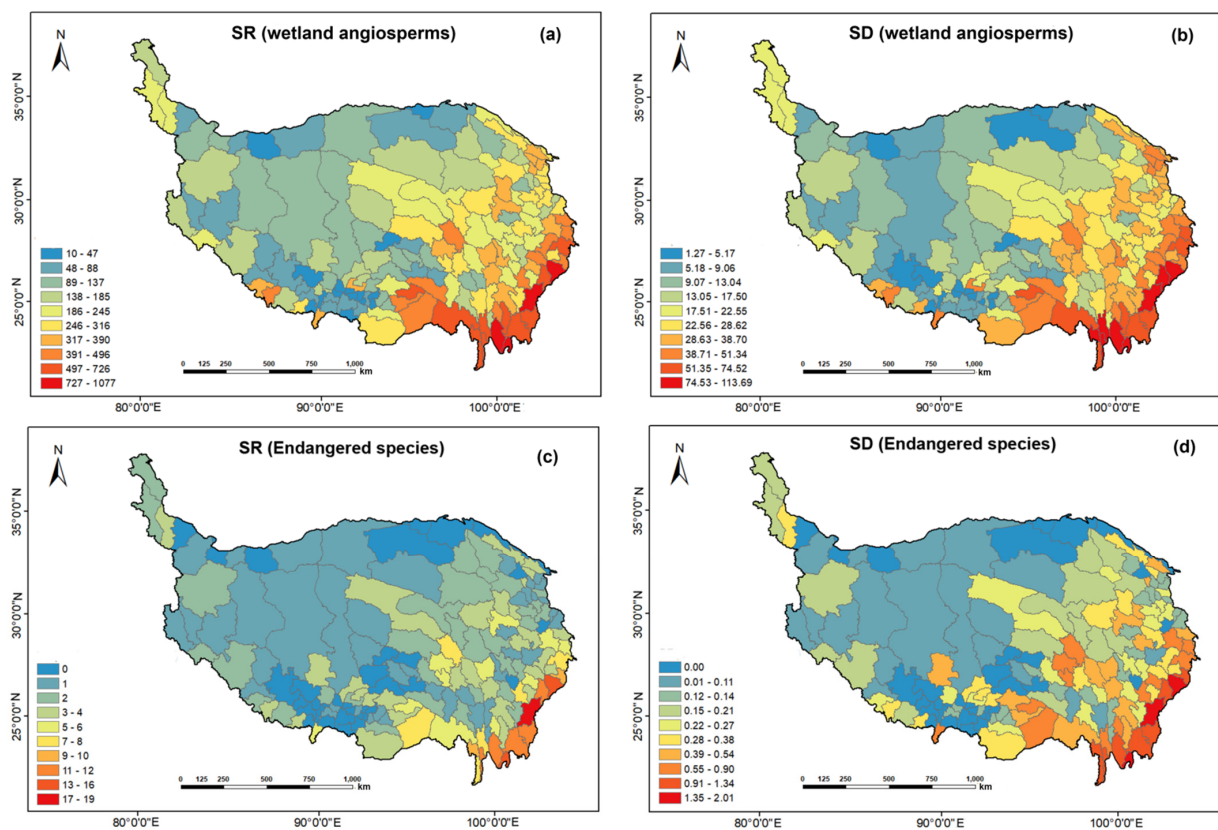 SR (wetland angiosperms)
(a)
N
35°0'0"N
30°0'0"N
25°0'0"N
10 - 47
48 - 88
89 - 137
138 - 185
186 - 245
246 - 316
317 - 390
391 - 496
497 - 726
727 - 1077
0 125 250 500 750 1,000
km
80°0'0"E 90°0'0"E 100°0'0"E
SD (wetland angiosperms)
(b)
N
35°0'0"N
30°0'0"N
25°0'0"N
1.27 - 5.17
5.18 - 9.06
9.07 - 13.04
13.05 - 17.50
17.51 - 22.55
22.56 - 28.62
28.63 - 38.70
38.71 - 51.34
51.35 - 74.52
74.53 - 113.69
0 125 250 500 750 1,000
km
80°0'0"E 90°0'0"E 100°0'0"E
SR (Endangered species)
(c)
N
35°0'0"N
30°0'0"N
25°0'0"N
0
1
2
3 - 4
5 - 6
7 - 8
9 - 10
11 - 12
13 - 16
17 - 19
0 125 250 500 750 1,000
km
80°0'0"E 90°0'0"E 100°0'0"E
SD (Endangered species)
(d)
N
35°0'0"N
30°0'0"N
25°0'0"N
0.00
0.01 - 0.11
0.12 - 0.14
0.15 - 0.21
0.22 - 0.27
0.28 - 0.38
0.39 - 0.54
0.55 - 0.90
0.91 - 1.34
1.35 - 2.01
0 125 250 500 750 1,000
km
80°0'0"E 90°0'0"E 100°0'0"E